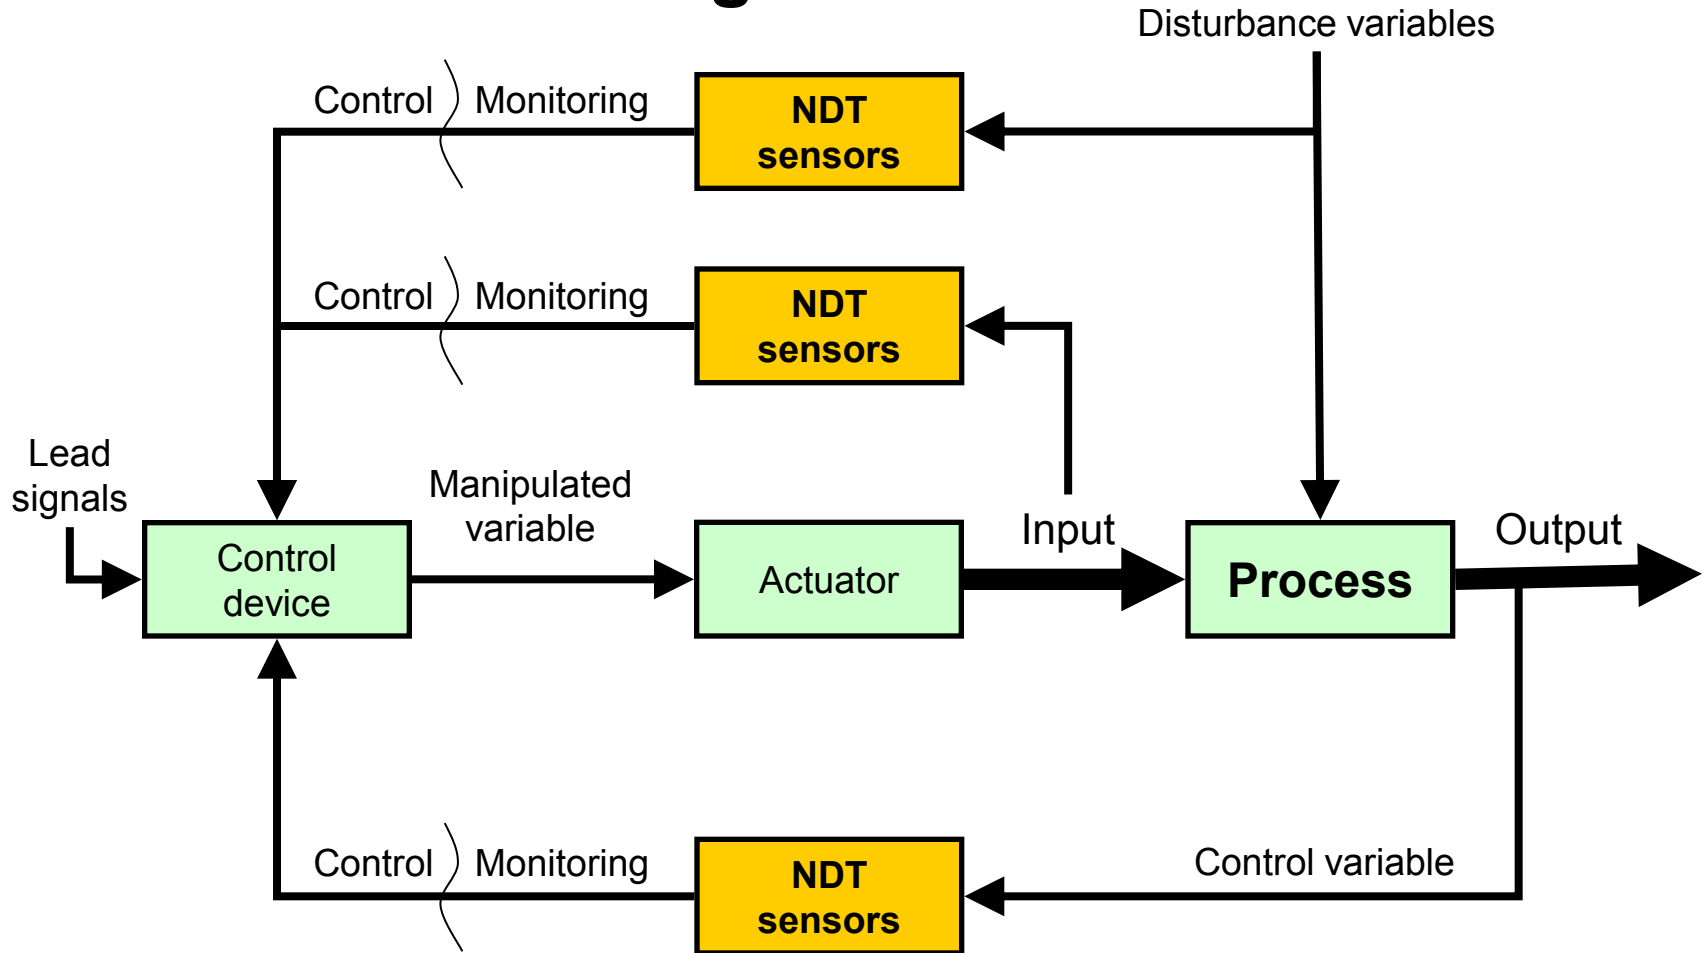 Disturbance variables
Control Monitoring
NDT
sensors
Control Monitoring
NDT
sensors
Lead
signals
Manipulated
variable
Input
Output
Control
device
Actuator
Process
Control Monitoring
NDT
sensors
Control variable